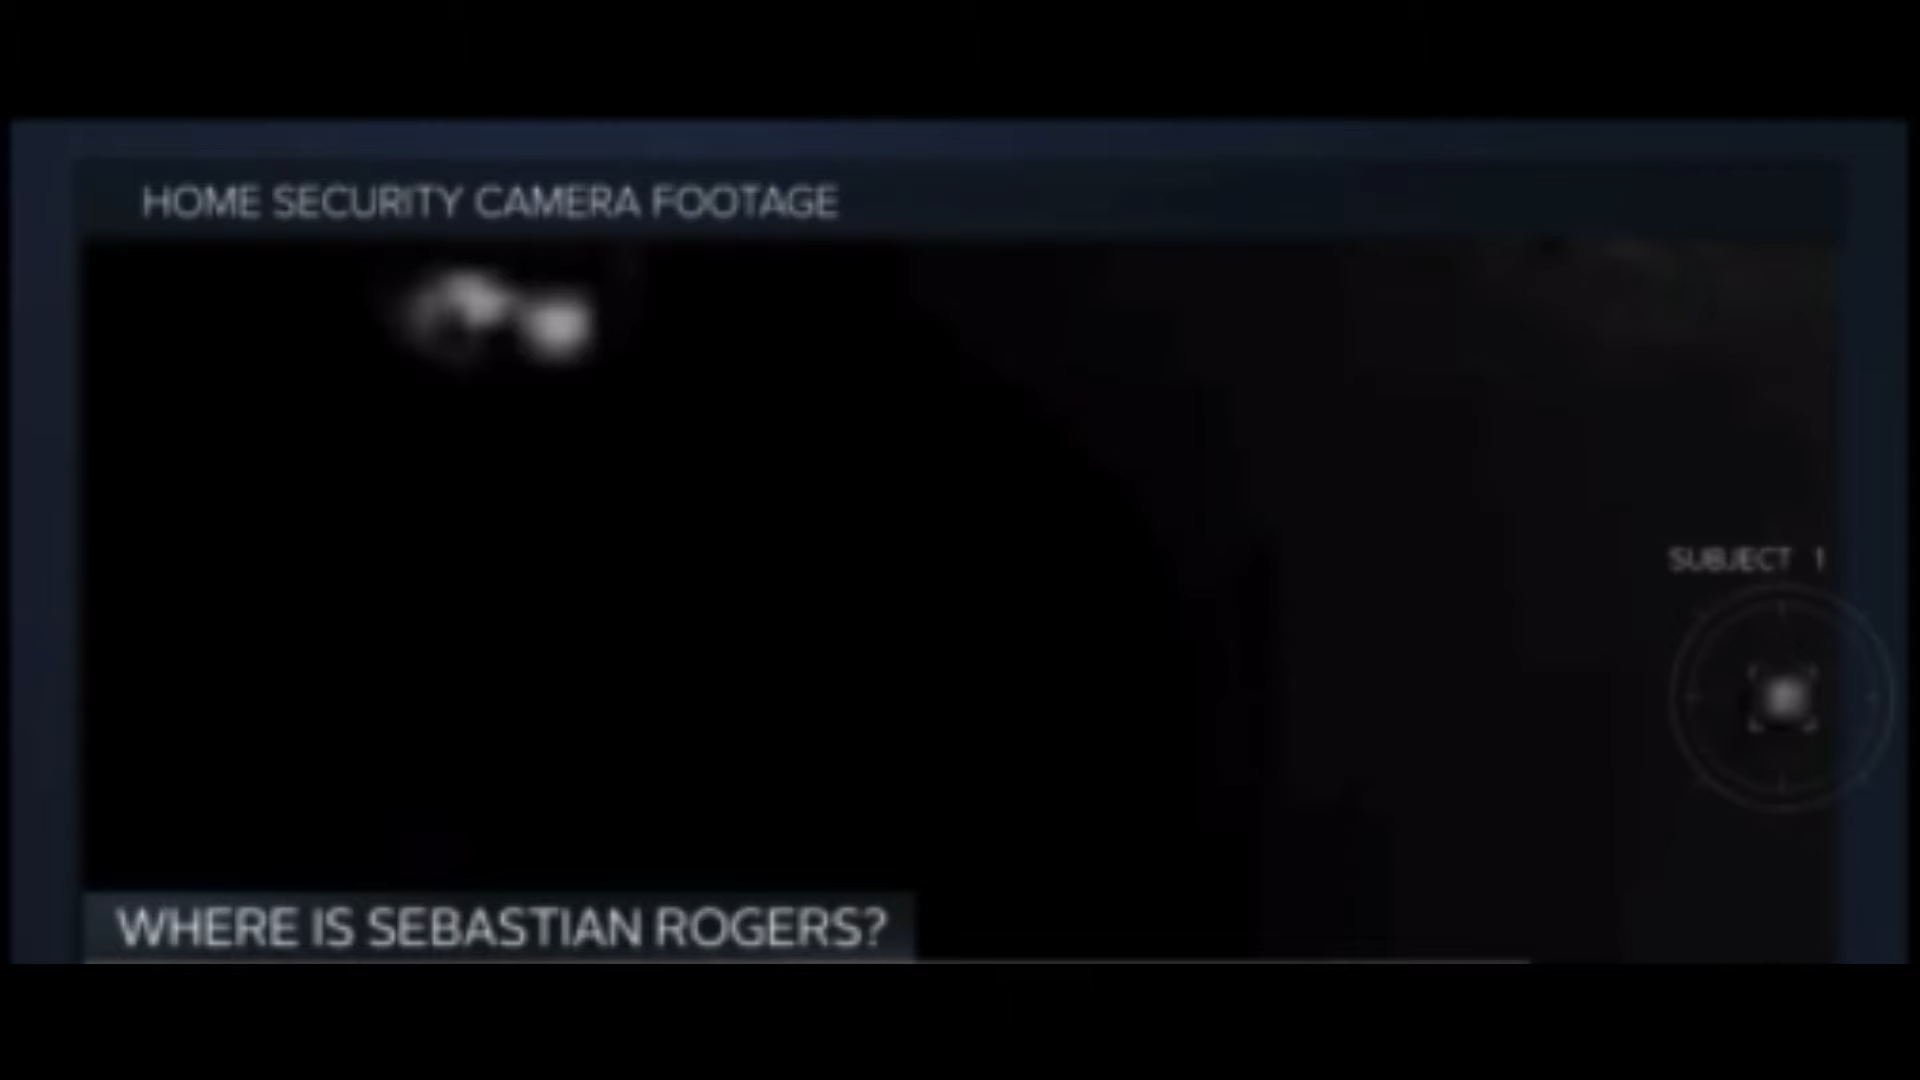 HOME SECURITY CAMERA FOOTAGE
SUBJECT 1
WHERE IS SEBASTIAN ROGERS?